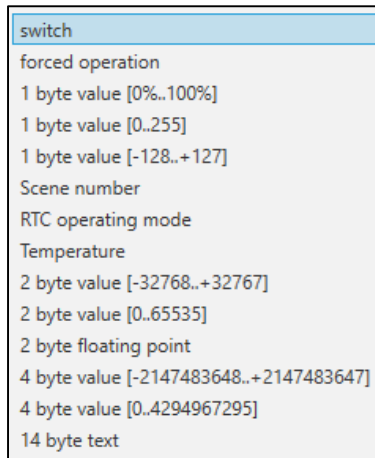 switch
forced operation
1 byte value [0%..100%]
1 byte value [0..255]
1 byte value [-128..+127]
Scene number
RTC operating mode
Temperature
2 byte value [-32768..+32767]
2 byte value [0..65535]
2 byte floating point
4 byte value [-2147483648..+2147483647]
4 byte value [0..4294967295]
14 byte text